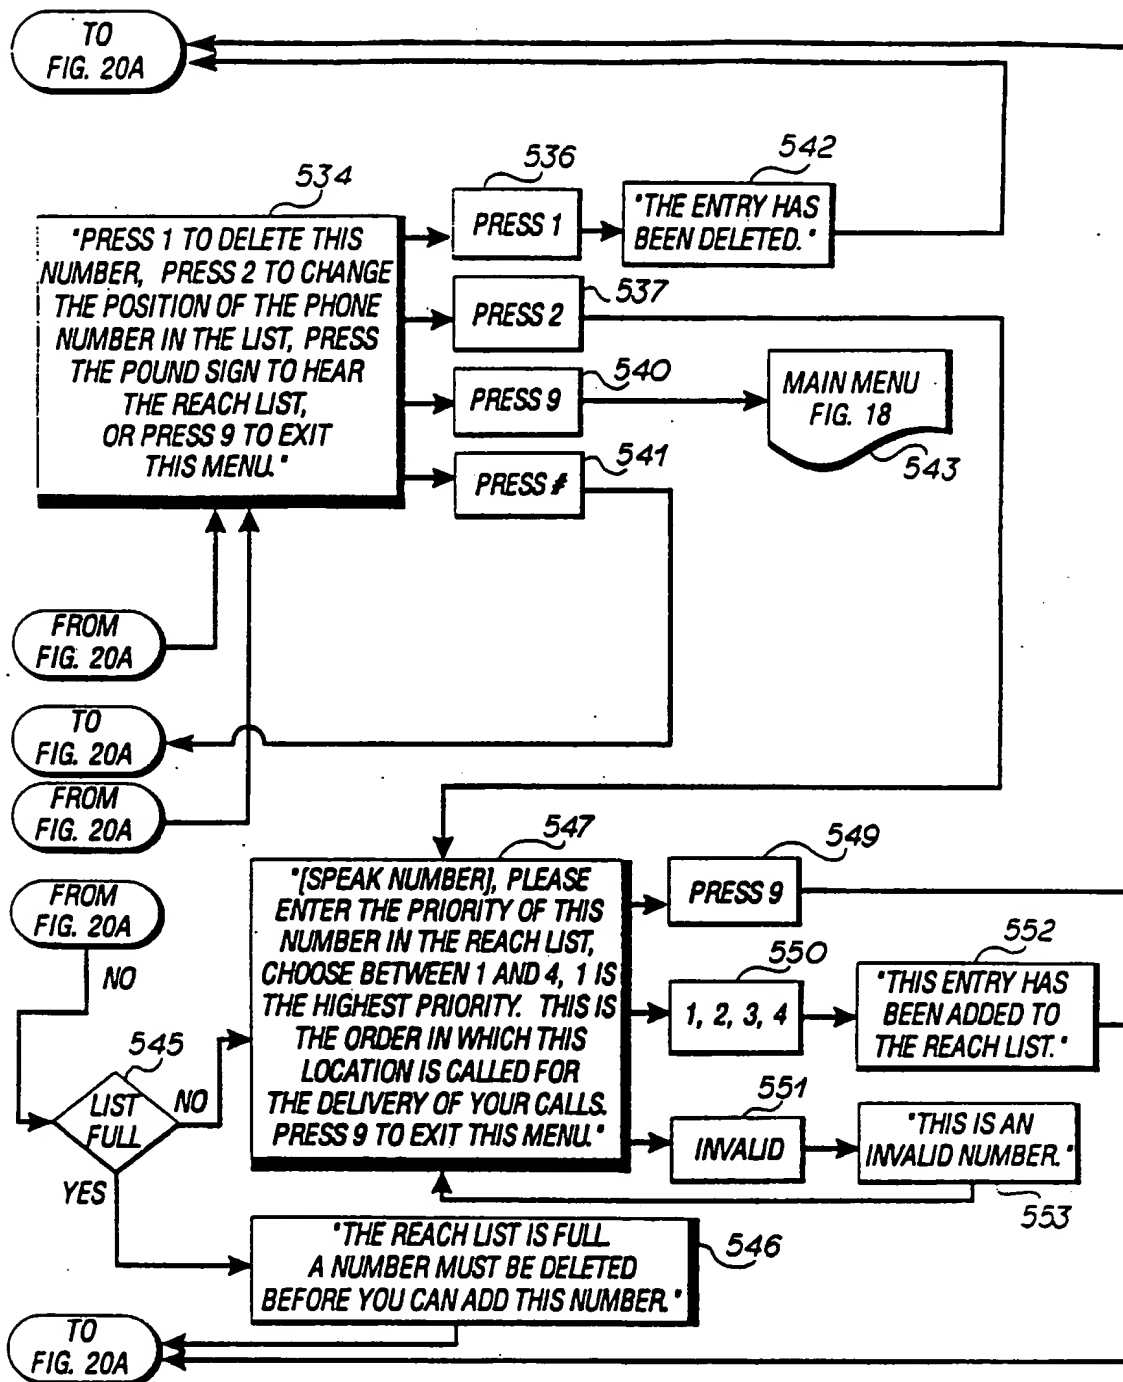 TO
FIG. 20A
534
"PRESS 1 TO DELETE THIS
NUMBER, PRESS 2 TO CHANGE
THE POSITION OF THE PHONE
NUMBER IN THE LIST, PRESS
THE POUND SIGN TO HEAR
THE REACH LIST,
OR PRESS 9 TO EXIT
THIS MENU."
536
PRESS 1
542
"THE ENTRY HAS
BEEN DELETED."
537
PRESS 2
540
PRESS 9
MAIN MENU
FIG. 18
543
541
PRESS #
FROM
FIG. 20A
TO
FIG. 20A
FROM
FIG. 20A
FROM
FIG. 20A
NO
545
LIST
FULL
NO
YES
547
"[SPEAK NUMBER], PLEASE
ENTER THE PRIORITY OF THIS
NUMBER IN THE REACH LIST,
CHOOSE BETWEEN 1 AND 4, 1 IS
THE HIGHEST PRIORITY. THIS IS
THE ORDER IN WHICH THIS
LOCATION IS CALLED FOR
THE DELIVERY OF YOUR CALLS.
PRESS 9 TO EXIT THIS MENU."
549
PRESS 9
550
1, 2, 3, 4
552
"THIS ENTRY HAS
BEEN ADDED TO
THE REACH LIST."
551
INVALID
"THIS IS AN
INVALID NUMBER."
553
"THE REACH LIST IS FULL
A NUMBER MUST BE DELETED
BEFORE YOU CAN ADD THIS NUMBER."
546
TO
FIG. 20A